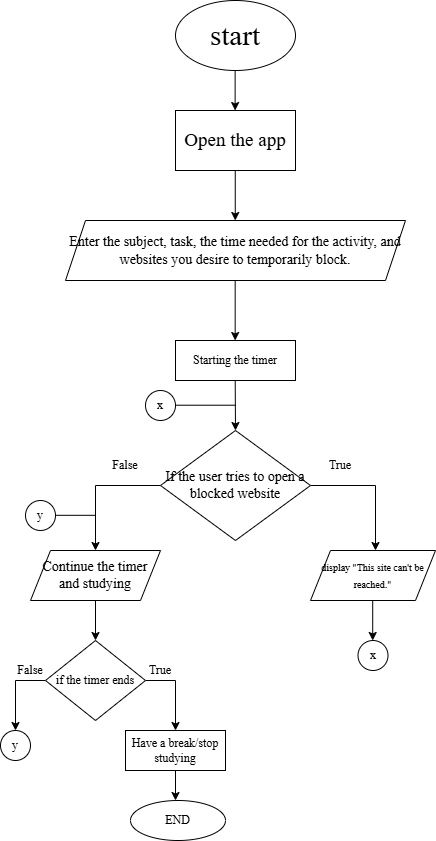 start
Open the app
Enter the subject, task, the time needed for the activity, and
websites you desire to temporarily block.
Starting the timer
x
If the user tries to open a
blocked website
False
True
y
Continue the timer
and studying
display "This site can't be
reached."
x
if the timer ends
False
True
y
Have a break/stop
studying
END